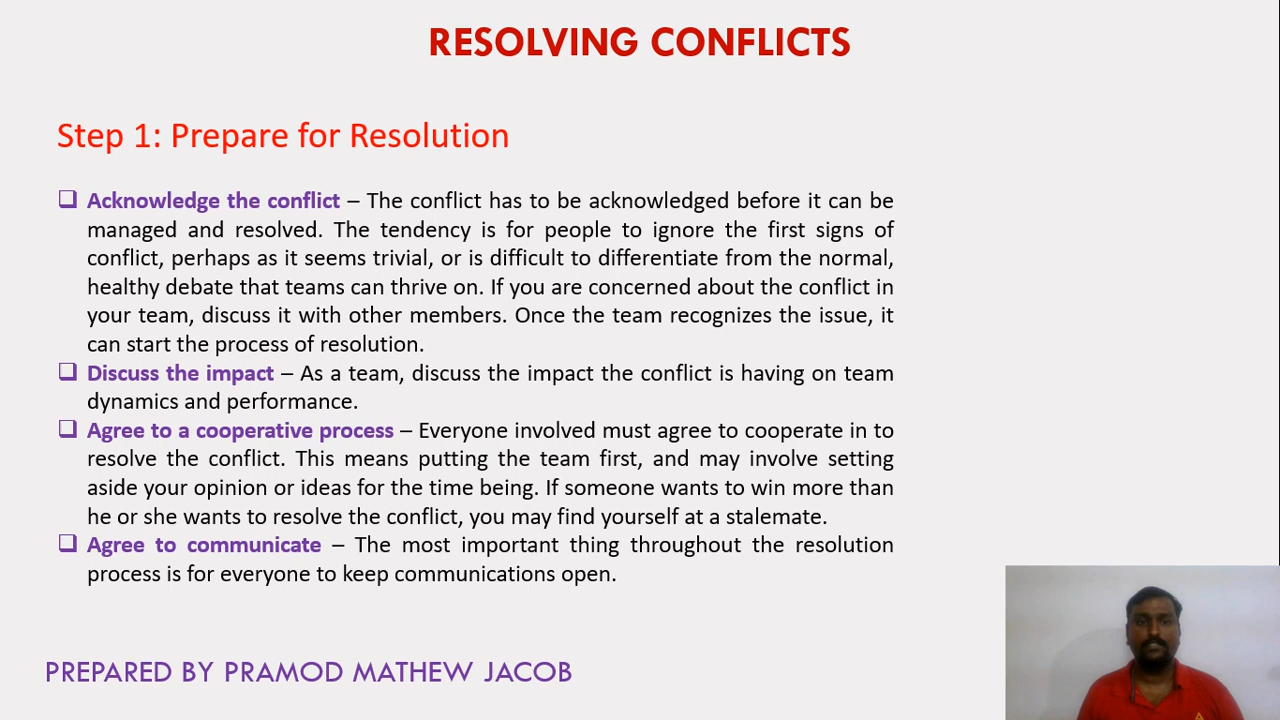 RESOLVING CONFLICTS
Step 1: Prepare for Resolution
❑ Acknowledge the conflict – The conflict has to be acknowledged before it can be
managed and resolved. The tendency is for people to ignore the first signs of
conflict, perhaps as it seems trivial, or is difficult to differentiate from the normal,
healthy debate that teams can thrive on. If you are concerned about the conflict in
your team, discuss it with other members. Once the team recognizes the issue, it
can start the process of resolution.
❑ Discuss the impact – As a team, discuss the impact the conflict is having on team
dynamics and performance.
❑ Agree to a cooperative process – Everyone involved must agree to cooperate in to
resolve the conflict. This means putting the team first, and may involve setting
aside your opinion or ideas for the time being. If someone wants to win more than
he or she wants to resolve the conflict, you may find yourself at a stalemate.
❑ Agree to communicate – The most important thing throughout the resolution
process is for everyone to keep communications open.
PREPARED BY PRAMOD MATHEW JACOB